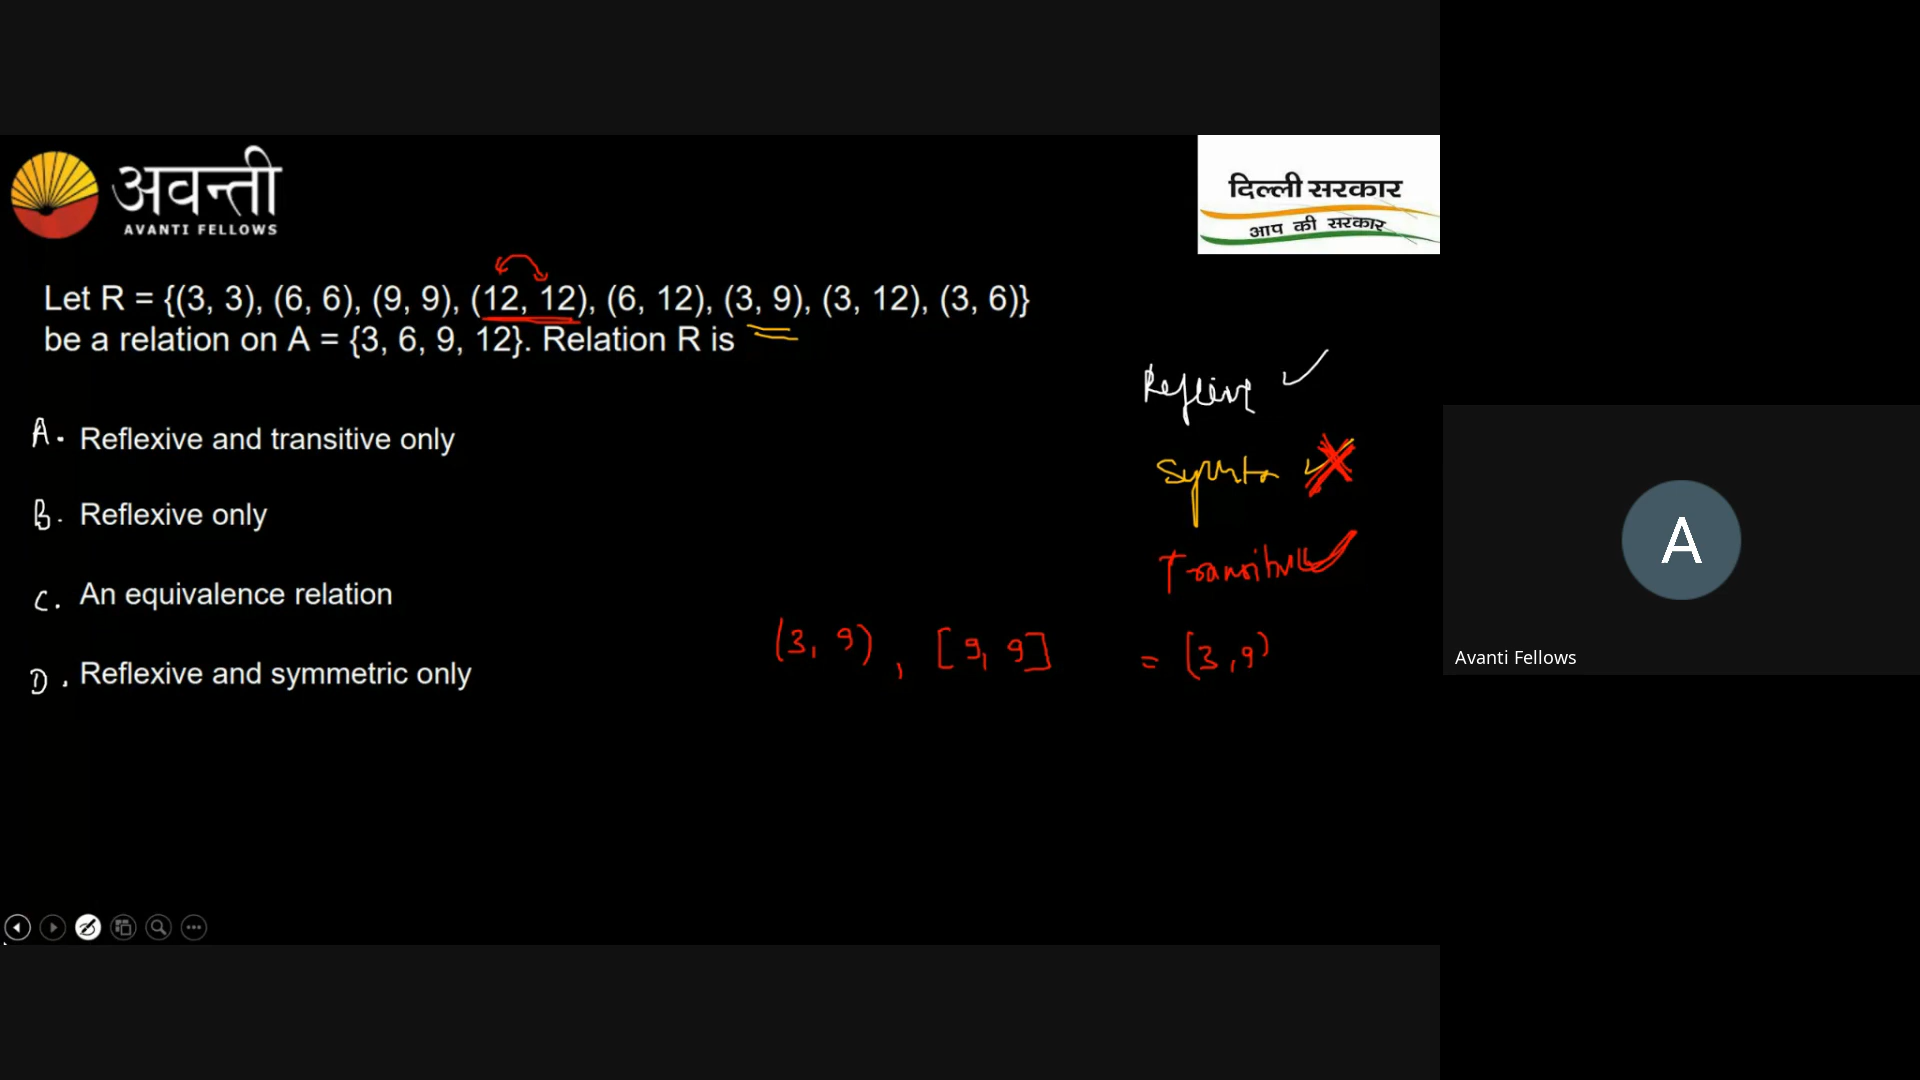 अवन्ती
AVANTI FELLOWS
दिल्ली सरकार
आप की सरकार
Let R = {(3, 3), (6, 6), (9, 9), (12, 12), (6, 12), (3, 9), (3, 12), (3, 6)}
be a relation on A = {3, 6, 9, 12}. Relation R is
A. Reflexive and transitive only
B. Reflexive only
C. An equivalence relation
D. Reflexive and symmetric only
Transitive
(3, 9), [9, 9] = (3, 9)
A
Avanti Fellows